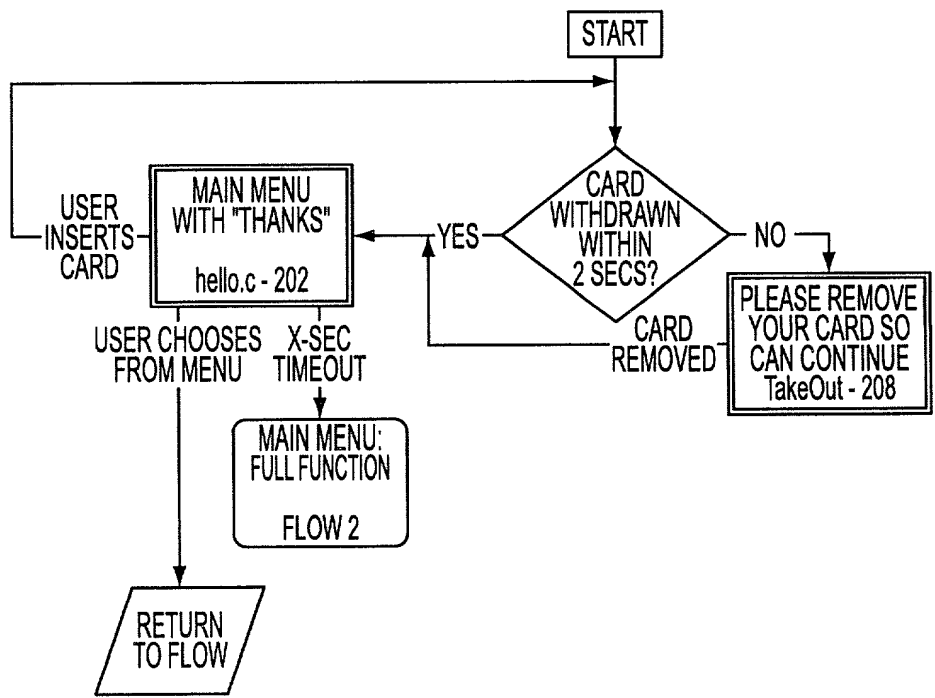 START
CARD
WITHDRAWN
WITHIN
2 SECS?
YES
NO
MAIN MENU
WITH "THANKS"
hello.c - 202
USER
INSERTS
CARD
PLEASE REMOVE
YOUR CARD SO
CAN CONTINUE
TakeOut - 208
CARD
REMOVED
USER CHOOSES
FROM MENU
X-SEC
TIMEOUT
MAIN MENU:
FULL FUNCTION
FLOW 2
RETURN
TO FLOW